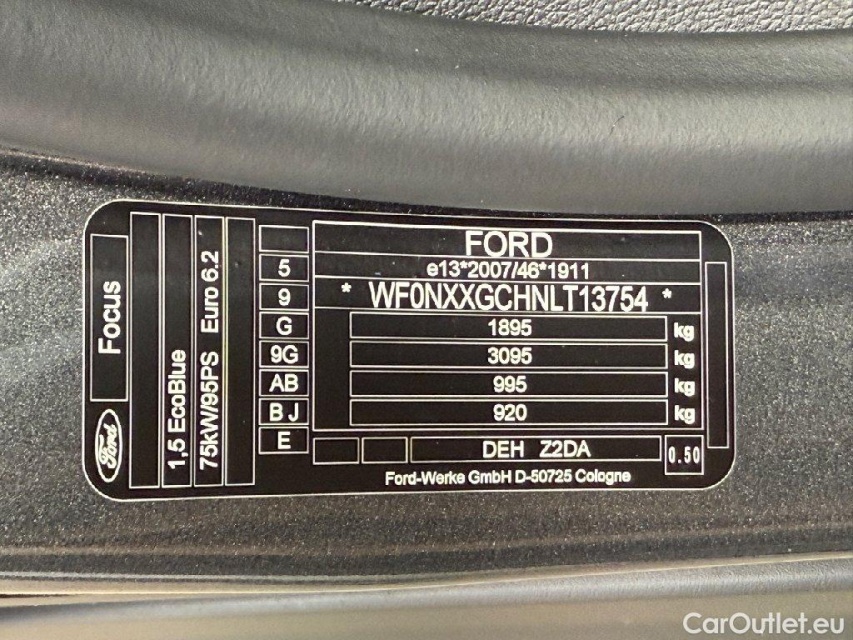 FORD
e13*2007/46*1911
* WF0NXXGCHNLT13754 *
1895 kg
3095 kg
995 kg
920 kg
DEH Z2DA
0.50
Ford-Werke GmbH D-50725 Cologne
5
9
G
9G
AB
BJ
E
Focus
Ford
1,5 EcoBlue
75kW/95PS Euro 6.2
CarOutlet.eu